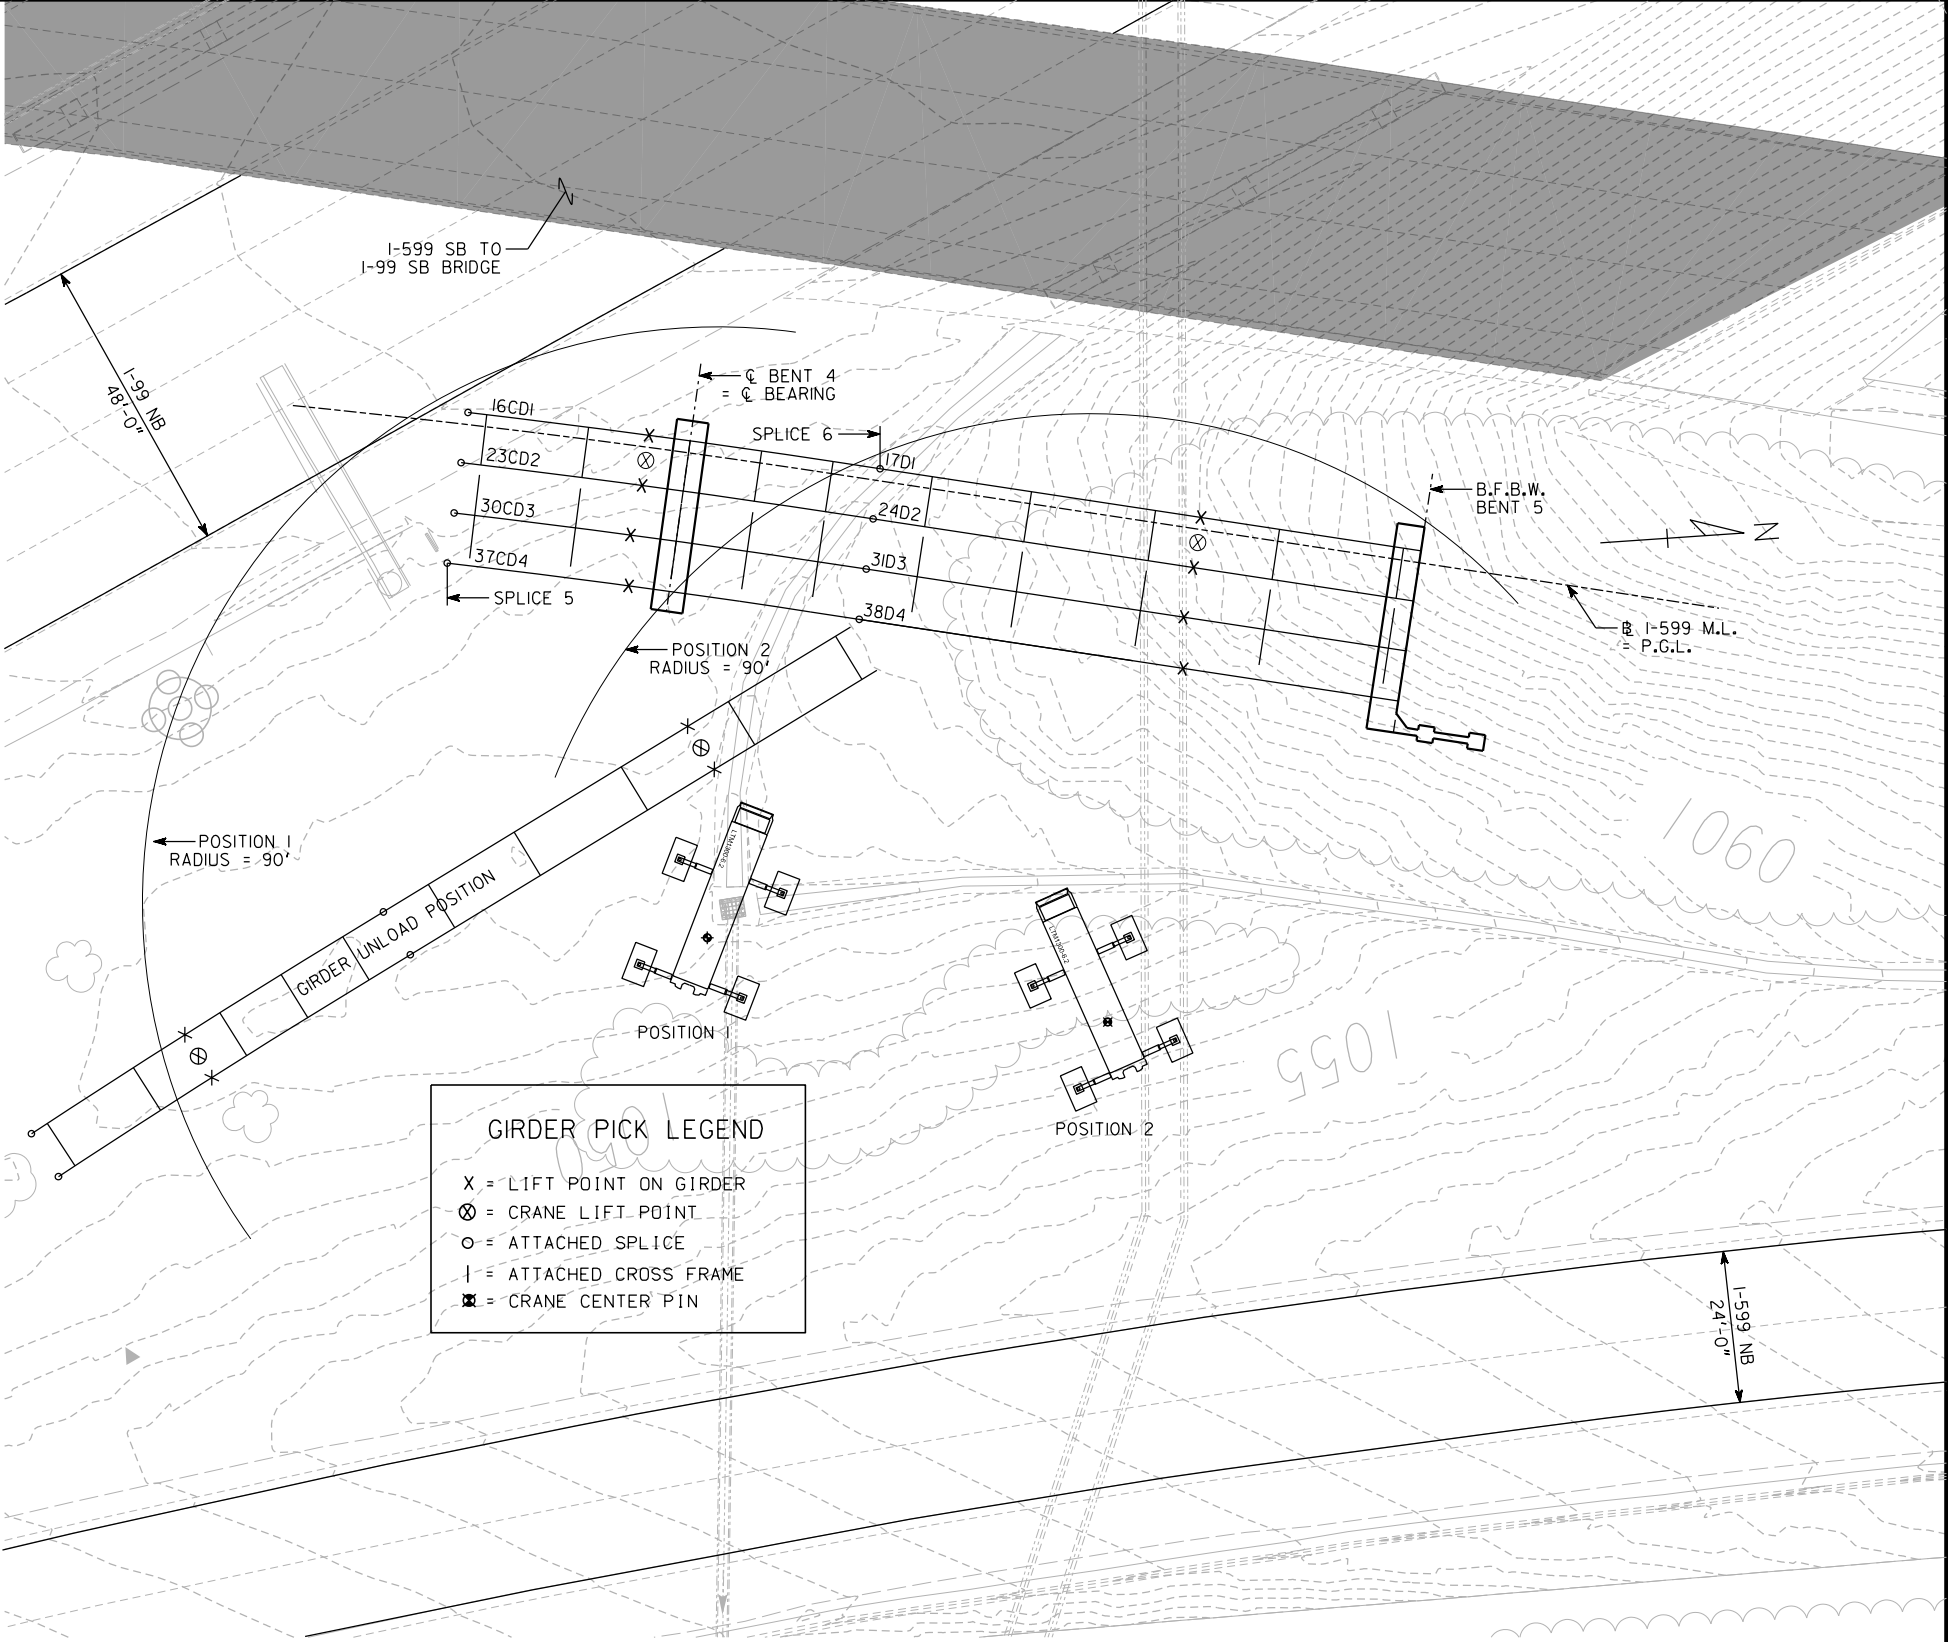 I-599 SB TO
I-99 SB BRIDGE
I-99 NB
48'-0"
℄ BENT 4
= ℄ BEARING
16CD1
SPLICE 6
17D1
23CD2
B.F.B.W.
BENT 5
30CD3
24D2
N
37CD4
31D3
SPLICE 5
38D4
POSITION 2
RADIUS = 90'
I-599 M.L.
= P.G.L.
POSITION 1
RADIUS = 90'
1060
GIRDER UNLOAD POSITION
POSITION 1
1055
POSITION 2
GIRDER PICK LEGEND
1050
X = LIFT POINT ON GIRDER
ⓧ = CRANE LIFT POINT
○ = ATTACHED SPLICE
| = ATTACHED CROSS FRAME
= CRANE CENTER PIN
I-599 NB
24'-0"